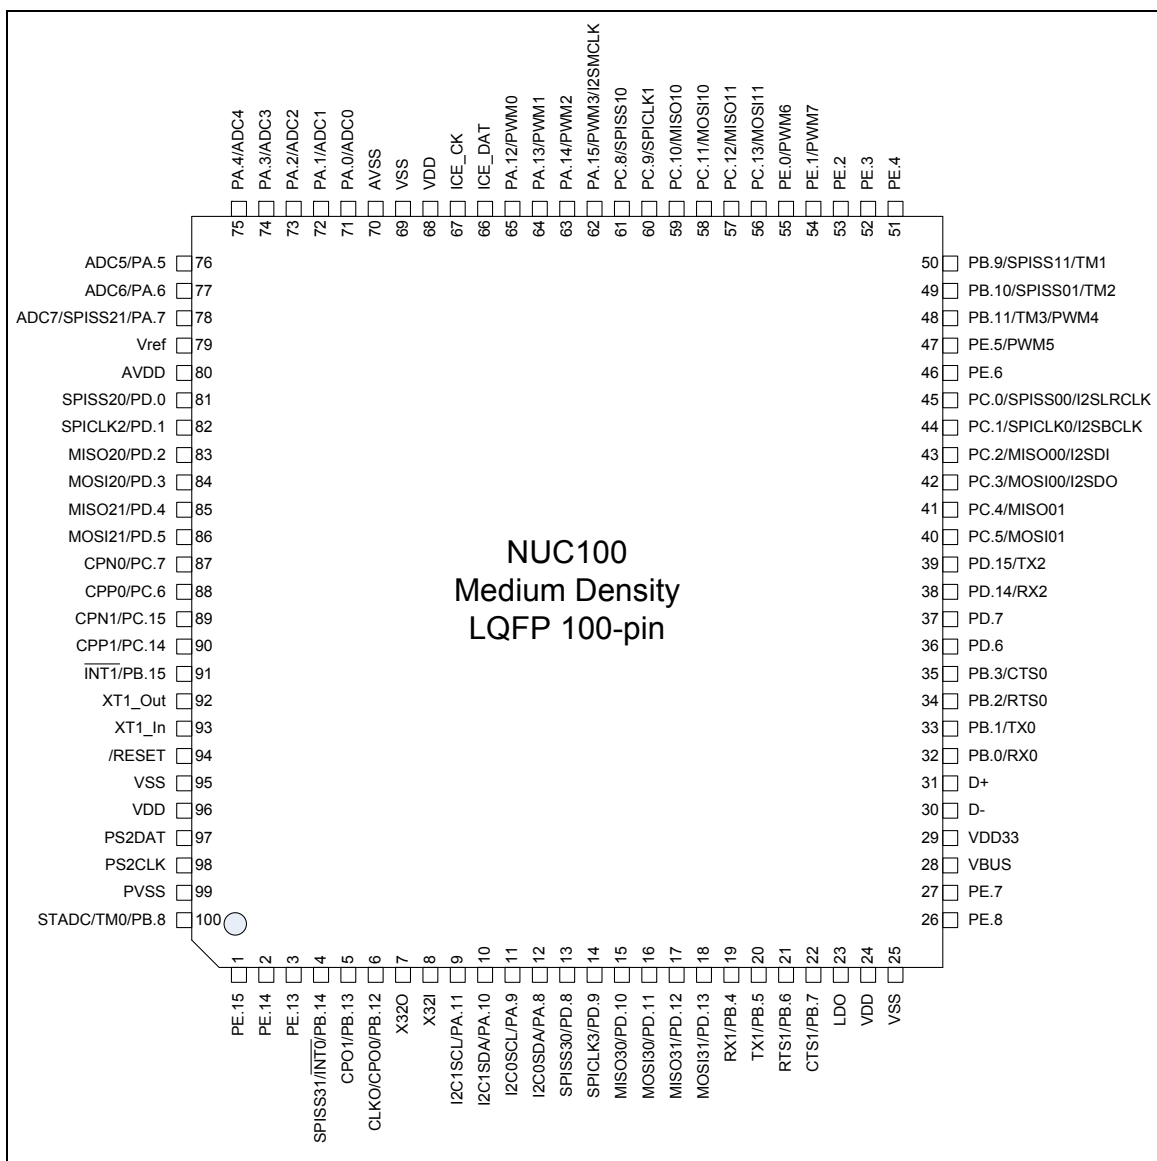 PA.4/ADC4
PA.3/ADC3
PA.2/ADC2
PA.1/ADC1
PA.0/ADC0
AVSS
VSS
VDD
ICE_CK
ICE_DAT
PA.12/PWM0
PA.13/PWM1
PA.14/PWM2
PA.15/PWM3/I2SMCLK
PC.8/SPISS10
PC.9/SPICLK1
PC.10/MISO10
PC.11/MOSI10
PC.12/MISO11
PC.13/MOSI11
PE.0/PWM6
PE.1/PWM7
PE.2
PE.3
PE.4
75
74
73
72
71
70
69
68
67
66
65
64
63
62
61
60
59
58
57
56
55
54
53
52
51
ADC5/PA.5 76
ADC6/PA.6 77
ADC7/SPISS21/PA.7 78
Vref 79
AVDD 80
SPISS20/PD.0 81
SPICLK2/PD.1 82
MISO20/PD.2 83
MOSI20/PD.3 84
MISO21/PD.4 85
MOSI21/PD.5 86
CPN0/PC.7 87
CPP0/PC.6 88
CPN1/PC.15 89
CPP1/PC.14 90
INT1/PB.15 91
XT1_Out 92
XT1_In 93
/RESET 94
VSS 95
VDD 96
PS2DAT 97
PS2CLK 98
PVSS 99
STADC/TM0/PB.8 100
NUC100
Medium Density
LQFP 100-pin
50 PB.9/SPISS11/TM1
49 PB.10/SPISS01/TM2
48 PB.11/TM3/PWM4
47 PE.5/PWM5
46 PE.6
45 PC.0/SPISS00/I2SLRCLK
44 PC.1/SPICLK0/I2SBCLK
43 PC.2/MISO00/I2SDI
42 PC.3/MOSI00/I2SDO
41 PC.4/MISO01
40 PC.5/MOSI01
39 PD.15/TX2
38 PD.14/RX2
37 PD.7
36 PD.6
35 PB.3/CTS0
34 PB.2/RTS0
33 PB.1/TX0
32 PB.0/RX0
31 D+
30 D-
29 VDD33
28 VBUS
27 PE.7
26 PE.8
1
2
3
4
5
6
7
8
9
10
11
12
13
14
15
16
17
18
19
20
21
22
23
24
25
PE.15
PE.14
PE.13
SPISS31/INT0/PB.14
CPO1/PB.13
CLKO/CPO0/PB.12
X32O
X32I
I2C1SCL/PA.11
I2C1SDA/PA.10
I2C0SCL/PA.9
I2C0SDA/PA.8
SPISS30/PD.8
SPICLK3/PD.9
MISO30/PD.10
MOSI30/PD.11
MISO31/PD.12
MOSI31/PD.13
RX1/PB.4
TX1/PB.5
RTS1/PB.6
CTS1/PB.7
LDO
VDD
VSS